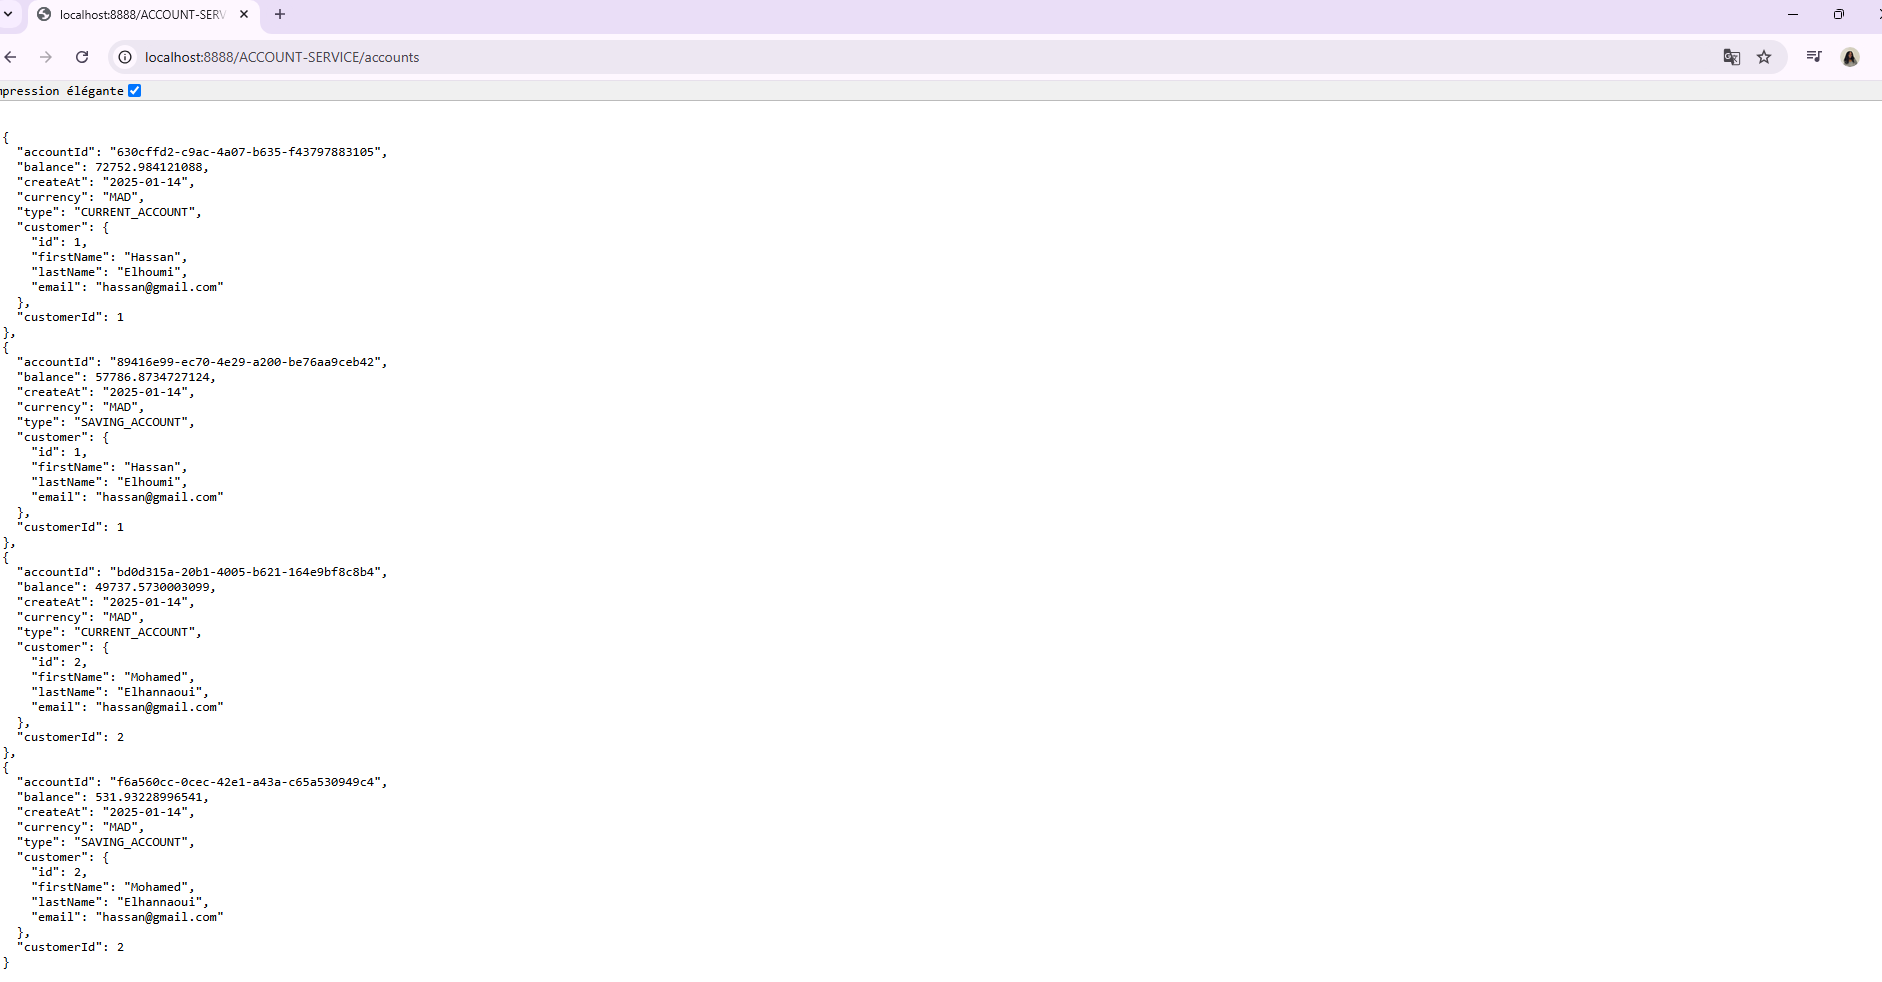 localhost:8888/ACCOUNT-SERV
localhost:8888/ACCOUNT-SERVICE/accounts
mpression élégante
{
  "accountId": "630cffd2-c9ac-4a07-b635-f43797883105",
  "balance": 72752.984121088,
  "createAt": "2025-01-14",
  "currency": "MAD",
  "type": "CURRENT_ACCOUNT",
  "customer": {
    "id": 1,
    "firstName": "Hassan",
    "lastName": "Elhoumi",
    "email": "hassan@gmail.com"
  },
  "customerId": 1
},
{
  "accountId": "89416e99-ec70-4e29-a200-be76aa9ceb42",
  "balance": 57786.8734727124,
  "createAt": "2025-01-14",
  "currency": "MAD",
  "type": "SAVING_ACCOUNT",
  "customer": {
    "id": 1,
    "firstName": "Hassan",
    "lastName": "Elhoumi",
    "email": "hassan@gmail.com"
  },
  "customerId": 1
},
{
  "accountId": "bd0d315a-20b1-4005-b621-164e9bf8c8b4",
  "balance": 49737.5730003099,
  "createAt": "2025-01-14",
  "currency": "MAD",
  "type": "CURRENT_ACCOUNT",
  "customer": {
    "id": 2,
    "firstName": "Mohamed",
    "lastName": "Elhannaoui",
    "email": "hassan@gmail.com"
  },
  "customerId": 2
},
{
  "accountId": "f6a560cc-0cec-42e1-a43a-c65a530949c4",
  "balance": 531.93228996541,
  "createAt": "2025-01-14",
  "currency": "MAD",
  "type": "SAVING_ACCOUNT",
  "customer": {
    "id": 2,
    "firstName": "Mohamed",
    "lastName": "Elhannaoui",
    "email": "hassan@gmail.com"
  },
  "customerId": 2
}